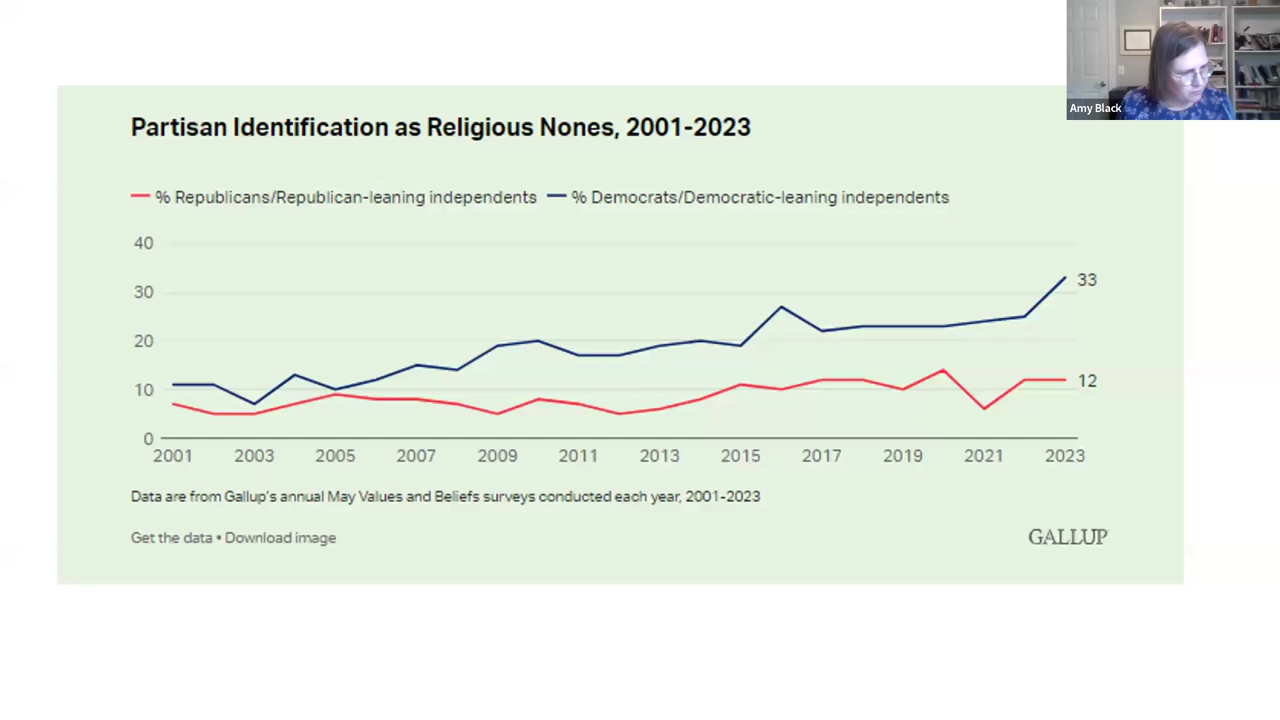 Amy Black
Partisan Identification as Religious Nones, 2001-2023
% Republicans/Republican-leaning independents % Democrats/Democratic-leaning independents
40
30
20
10
0
33
12
2001 2003 2005 2007 2009 2011 2013 2015 2017 2019 2021 2023
Data are from Gallup's annual May Values and Beliefs surveys conducted each year, 2001-2023
Get the data • Download image
GALLUP